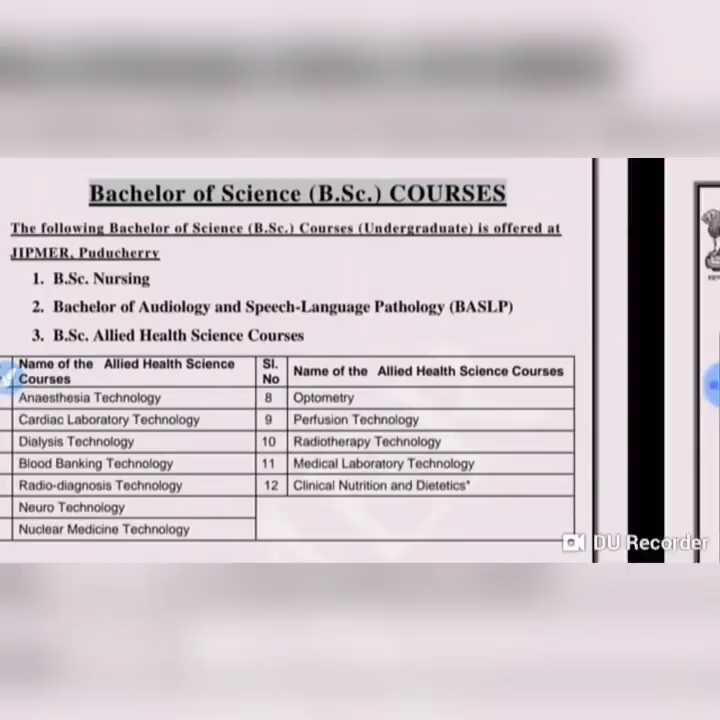 Bachelor of Science (B.Sc.) COURSES
The following Bachelor of Science (B.Sc.) Courses (Undergraduate) is offered at
JIPMER, Puducherry
1. B.Sc. Nursing
2. Bachelor of Audiology and Speech-Language Pathology (BASLP)
3. B.Sc. Allied Health Science Courses
Name of the Allied Health Science Courses
Sl. No
Name of the Allied Health Science Courses
Anaesthesia Technology 8 Optometry
Cardiac Laboratory Technology 9 Perfusion Technology
Dialysis Technology 10 Radiotherapy Technology
Blood Banking Technology 11 Medical Laboratory Technology
Radio-diagnosis Technology 12 Clinical Nutrition and Dietetics*
Neuro Technology
Nuclear Medicine Technology
DU Recorder